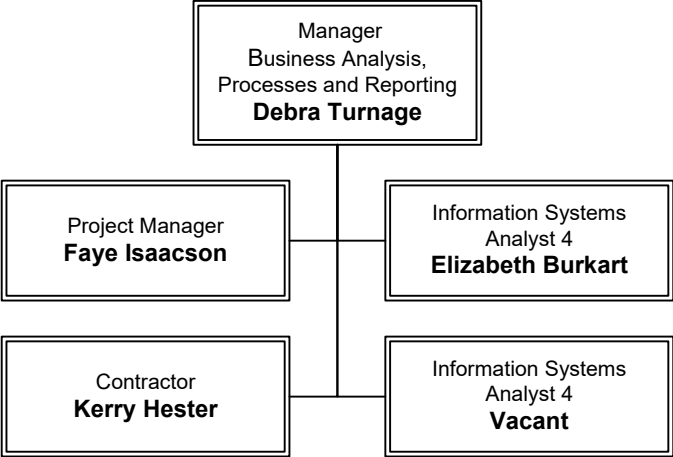 Manager
Business Analysis,
Processes and Reporting
Debra Turnage
Project Manager
Faye Isaacson
Information Systems
Analyst 4
Elizabeth Burkart
Contractor
Kerry Hester
Information Systems
Analyst 4
Vacant